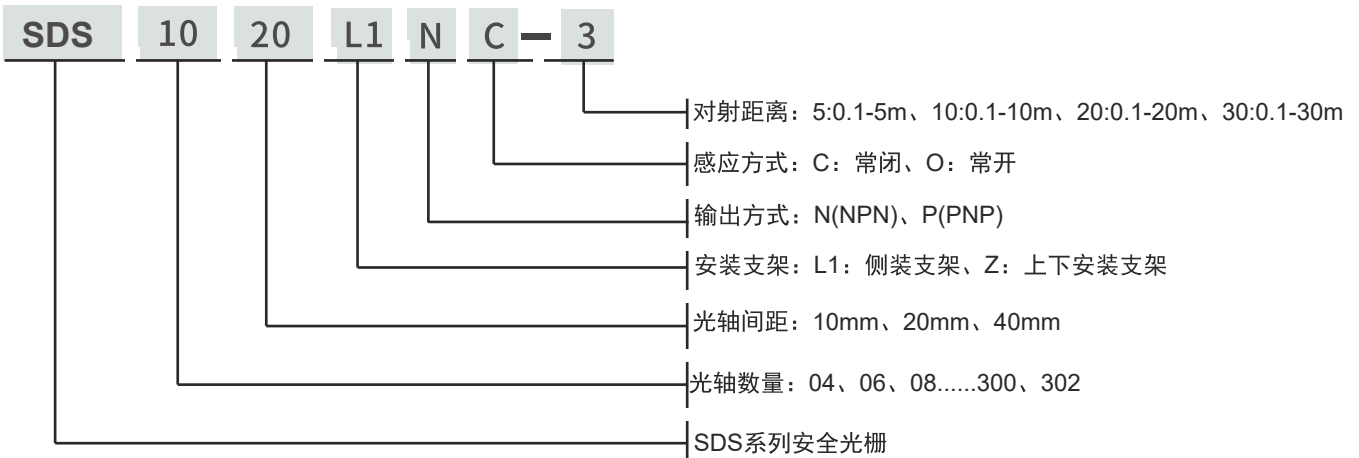 SDS 10 20 L1 N C－3
对射距离：5:0.1-5m、10:0.1-10m、20:0.1-20m、30:0.1-30m
感应方式：C：常闭、O：常开
输出方式：N(NPN)、P(PNP)
安装支架：L1：侧装支架、Z：上下安装支架
光轴间距：10mm、20mm、40mm
光轴数量：04、06、08......300、302
SDS系列安全光栅